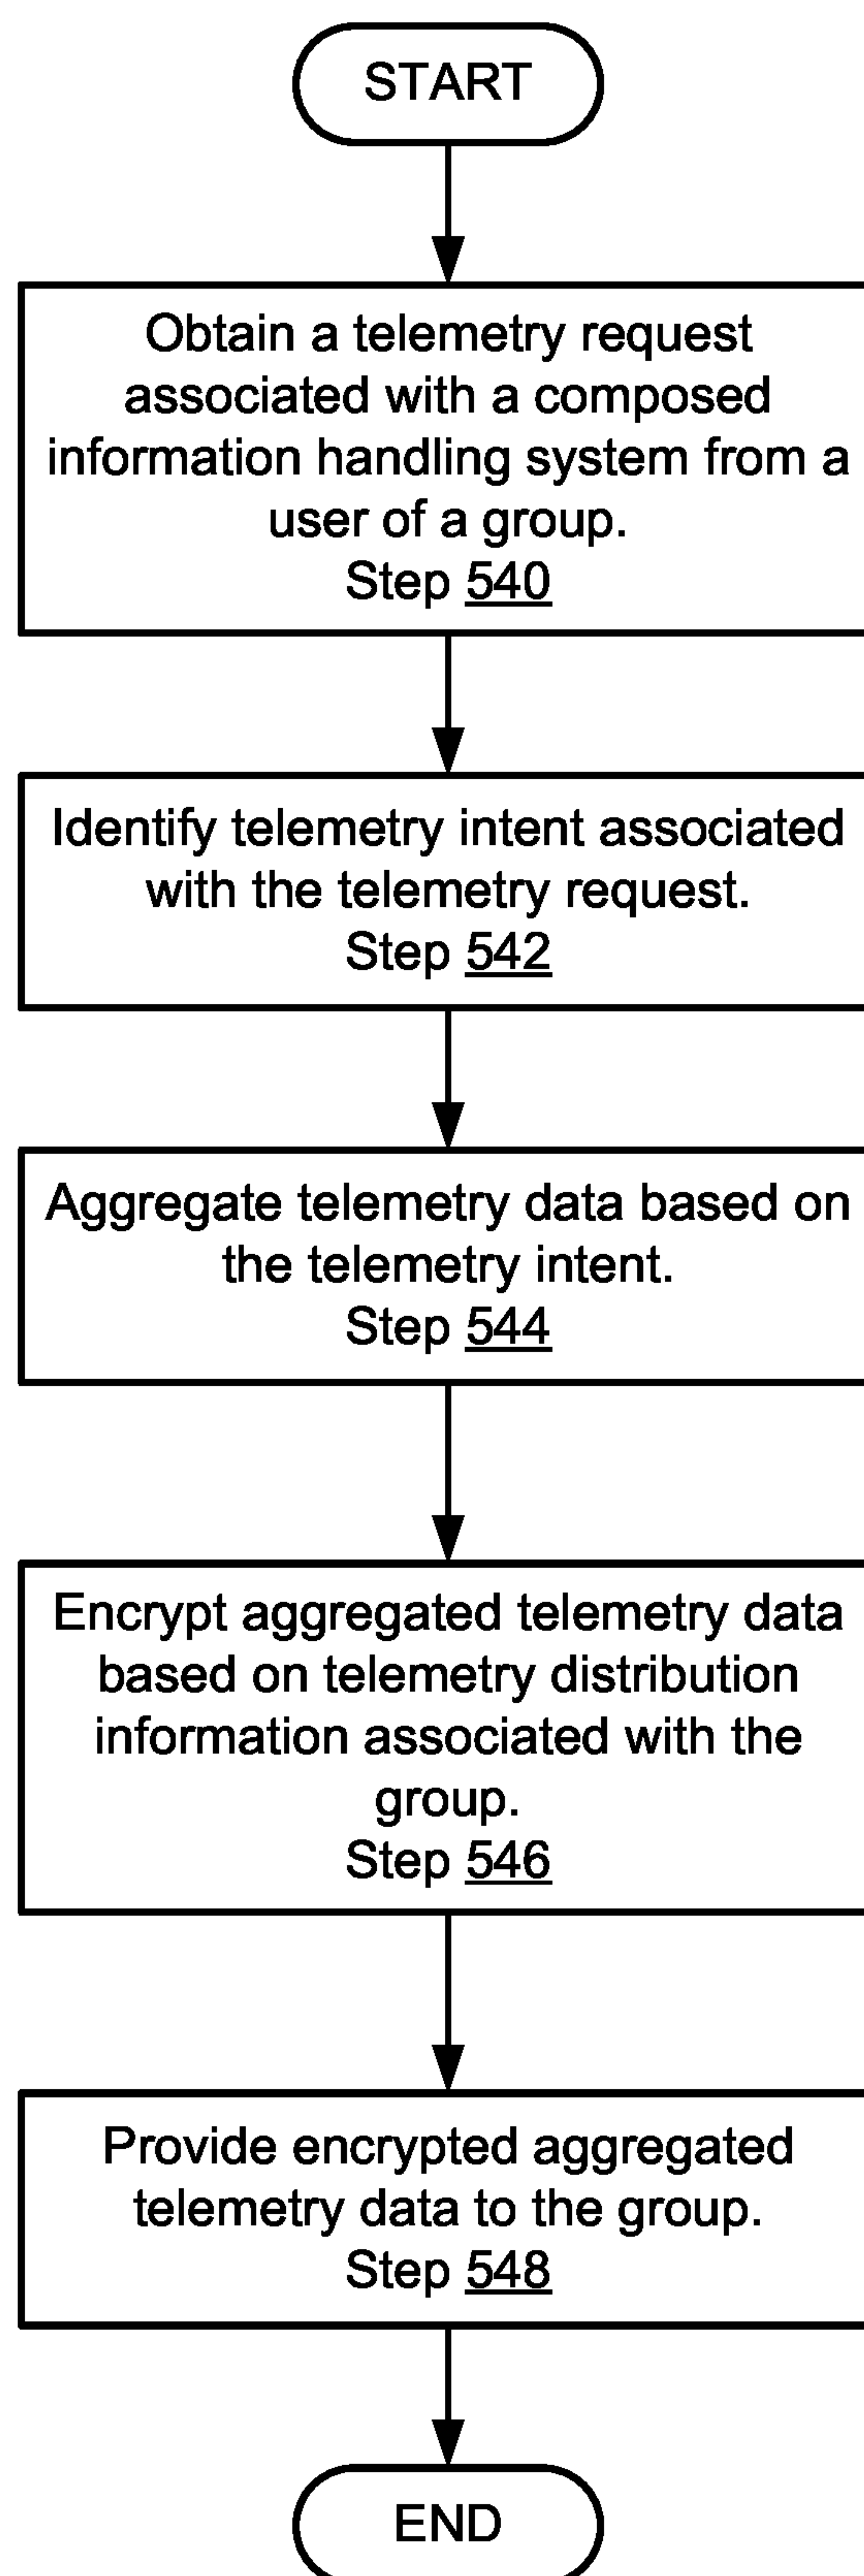 START
Obtain a telemetry request
associated with a composed
information handling system from a
user of a group.
Step 540
Identify telemetry intent associated
with the telemetry request.
Step 542
Aggregate telemetry data based on
the telemetry intent.
Step 544
Encrypt aggregated telemetry data
based on telemetry distribution
information associated with the
group.
Step 546
Provide encrypted aggregated
telemetry data to the group.
Step 548
END